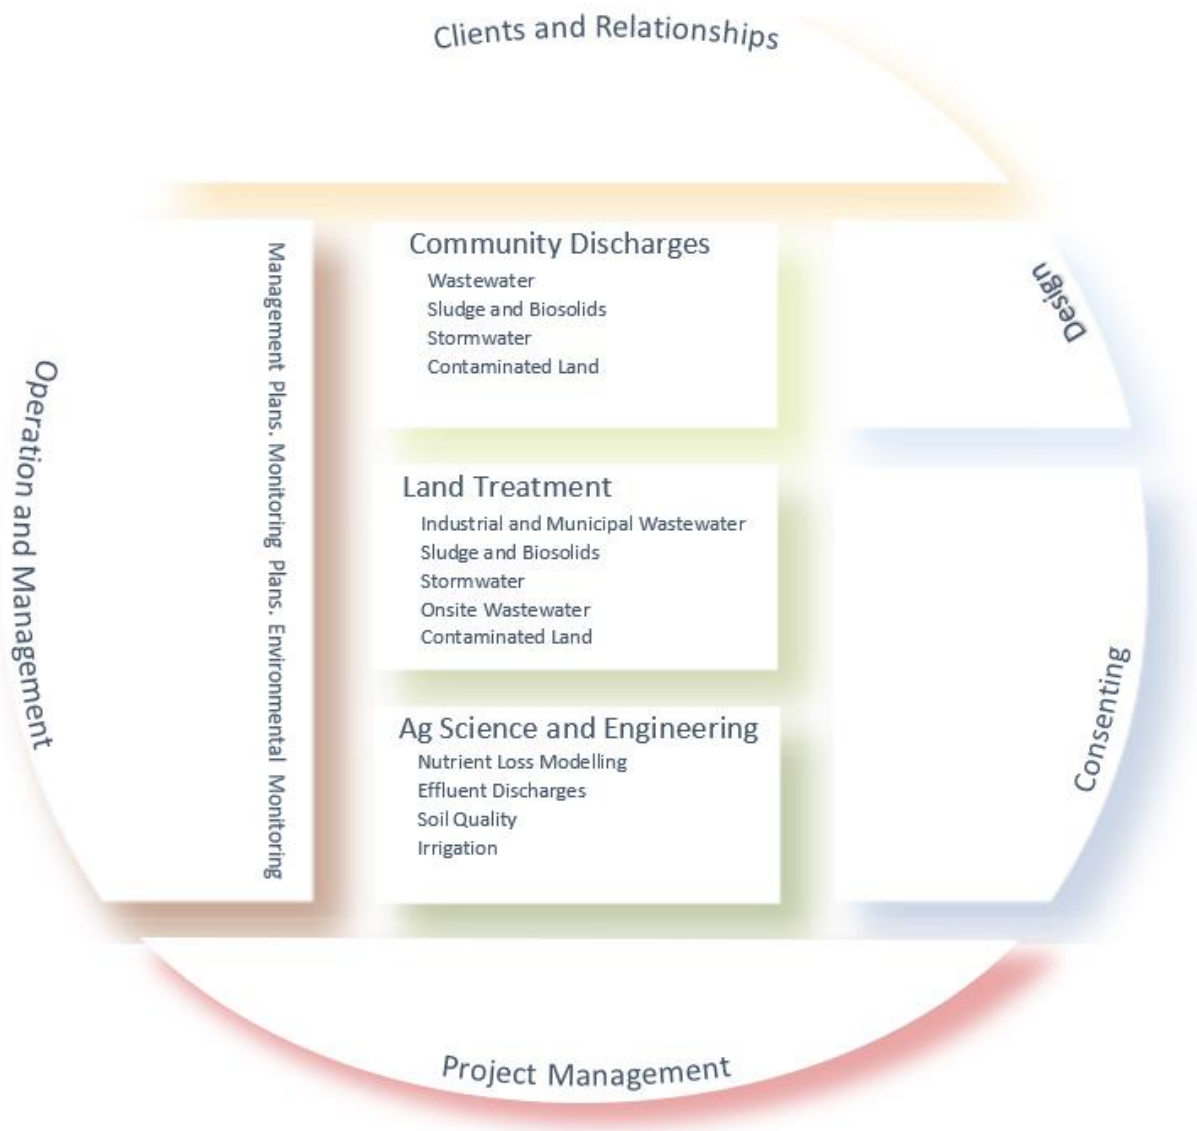 Clients and Relationships
Operation and Management
Management Plans. Monitoring Plans. Environmental Monitoring
Community Discharges
Wastewater
Sludge and Biosolids
Stormwater
Contaminated Land
Land Treatment
Industrial and Municipal Wastewater
Sludge and Biosolids
Stormwater
Onsite Wastewater
Contaminated Land
Ag Science and Engineering
Nutrient Loss Modelling
Effluent Discharges
Soil Quality
Irrigation
Design
Consenting
Project Management